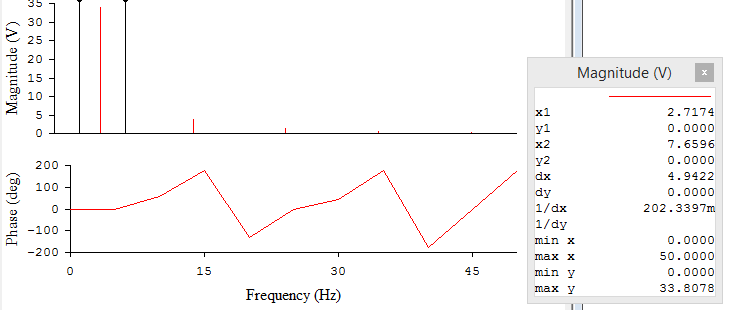 35
30
25
20
15
10
5
0
Magnitude (V)
200
100
0
-100
-200
Phase (deg)
0 15 30 45
Frequency (Hz)
Magnitude (V) x
x1 2.7174
y1 0.0000
x2 7.6596
y2 0.0000
dx 4.9422
dy 0.0000
1/dx 202.3397m
1/dy
min x 0.0000
max x 50.0000
min y 0.0000
max y 33.8078